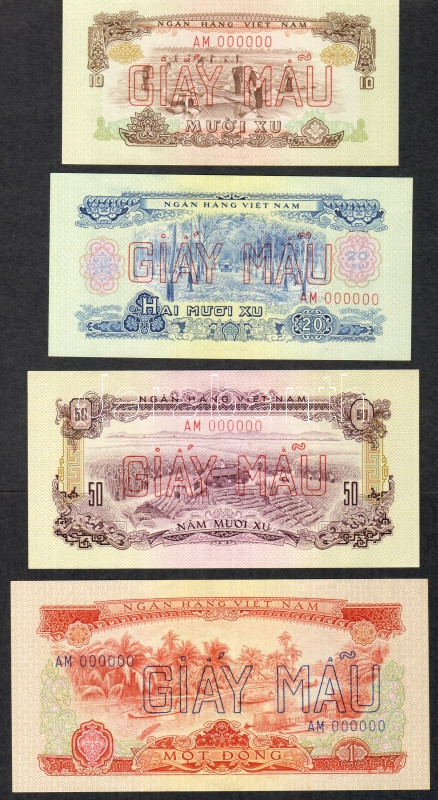 NGÂN HÀNG VIỆT NAM
AM 000000
GIẤY MẪU
10 10
MƯỜI XU
NGÂN HÀNG VIỆT NAM
GIẤY MẪU
20
AM 000000
HAI MƯƠI XU
20
NGÂN HÀNG VIỆT NAM
50 50
AM 000000
GIẤY MẪU
50 50
NĂM MƯƠI XU
NGÂN HÀNG VIỆT NAM
AM 000000
GIẤY MẪU
AM 000000
MỘT ĐỒNG
1